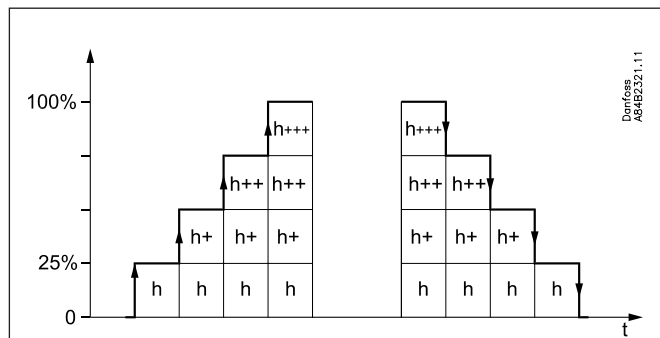 100%
h+++ h+++
h++ h++ h++ h++
h+ h+ h+ h+ h+ h+
25%
h h h h h h h h
0
t
Danfoss
A84B2321.11